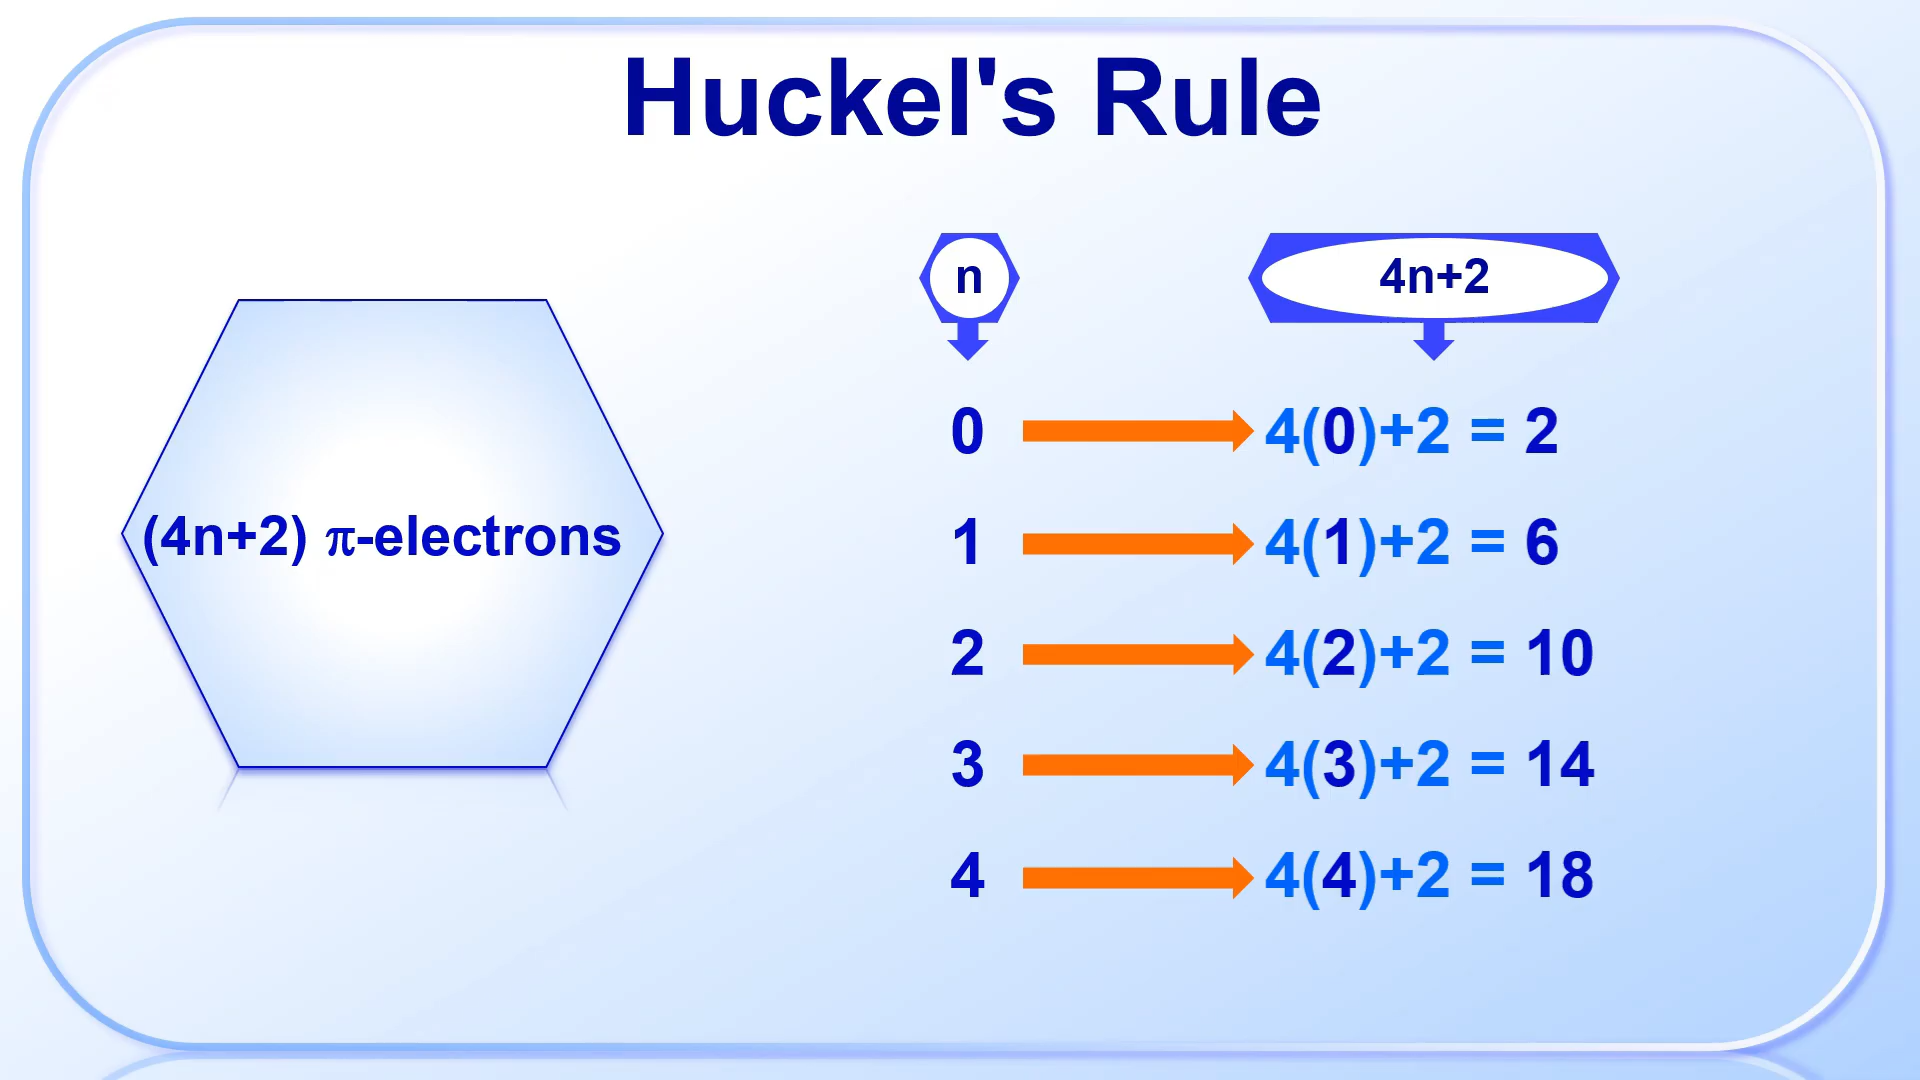 Huckel's Rule
(4n+2) π-electrons
n 4n+2
0 4(0)+2 = 2
1 4(1)+2 = 6
2 4(2)+2 = 10
3 4(3)+2 = 14
4 4(4)+2 = 18